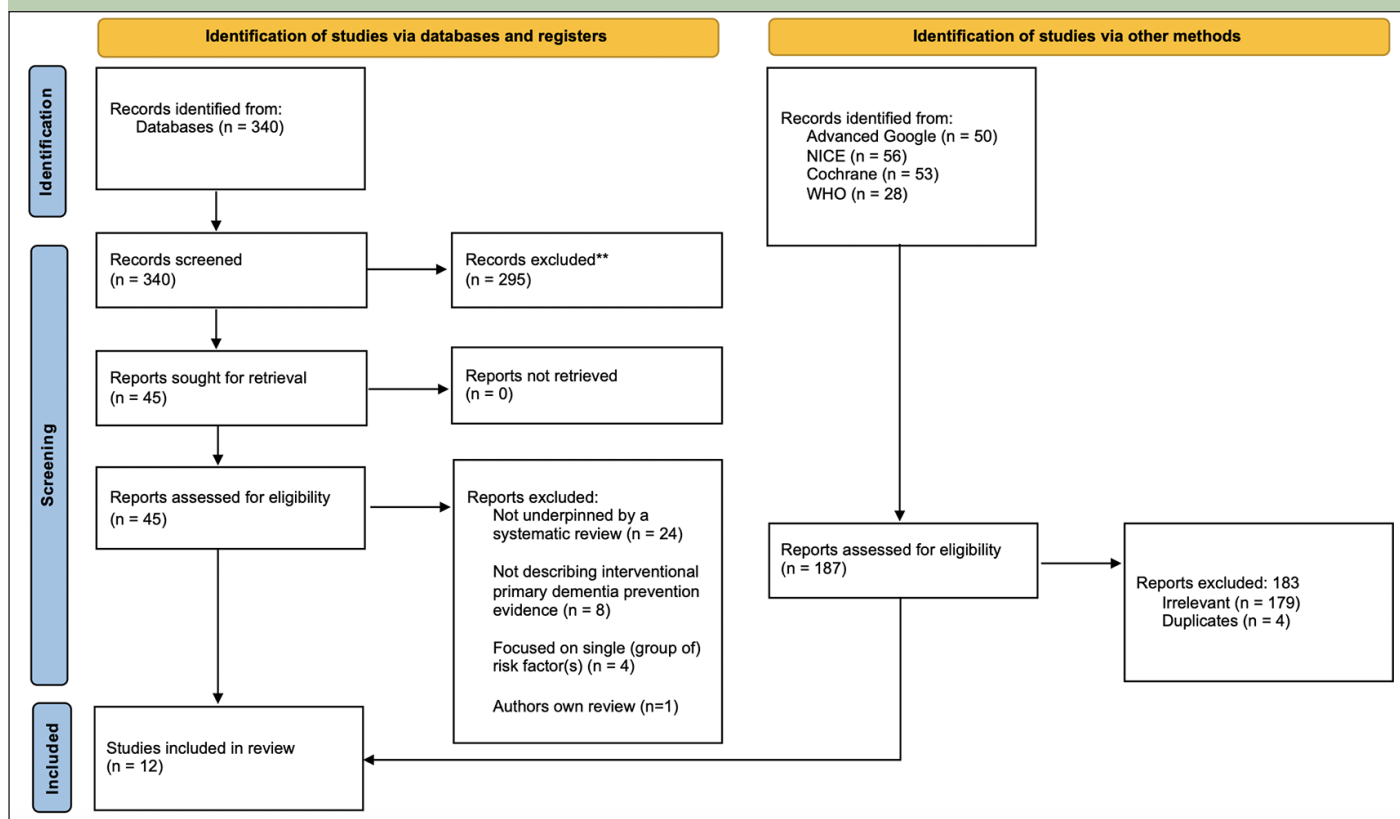 Identification of studies via databases and registers
Identification of studies via other methods
Identification
Records identified from:
Databases (n = 340)
Records identified from:
Advanced Google (n = 50)
NICE (n = 56)
Cochrane (n = 53)
WHO (n = 28)
Screening
Records screened
(n = 340)
Records excluded**
(n = 295)
Reports sought for retrieval
(n = 45)
Reports not retrieved
(n = 0)
Reports assessed for eligibility
(n = 45)
Reports excluded:
Not underpinned by a
systematic review (n = 24)
Not describing interventional
primary dementia prevention
evidence (n = 8)
Focused on single (group of)
risk factor(s) (n = 4)
Authors own review (n=1)
Reports assessed for eligibility
(n = 187)
Reports excluded: 183
Irrelevant (n = 179)
Duplicates (n = 4)
Included
Studies included in review
(n = 12)